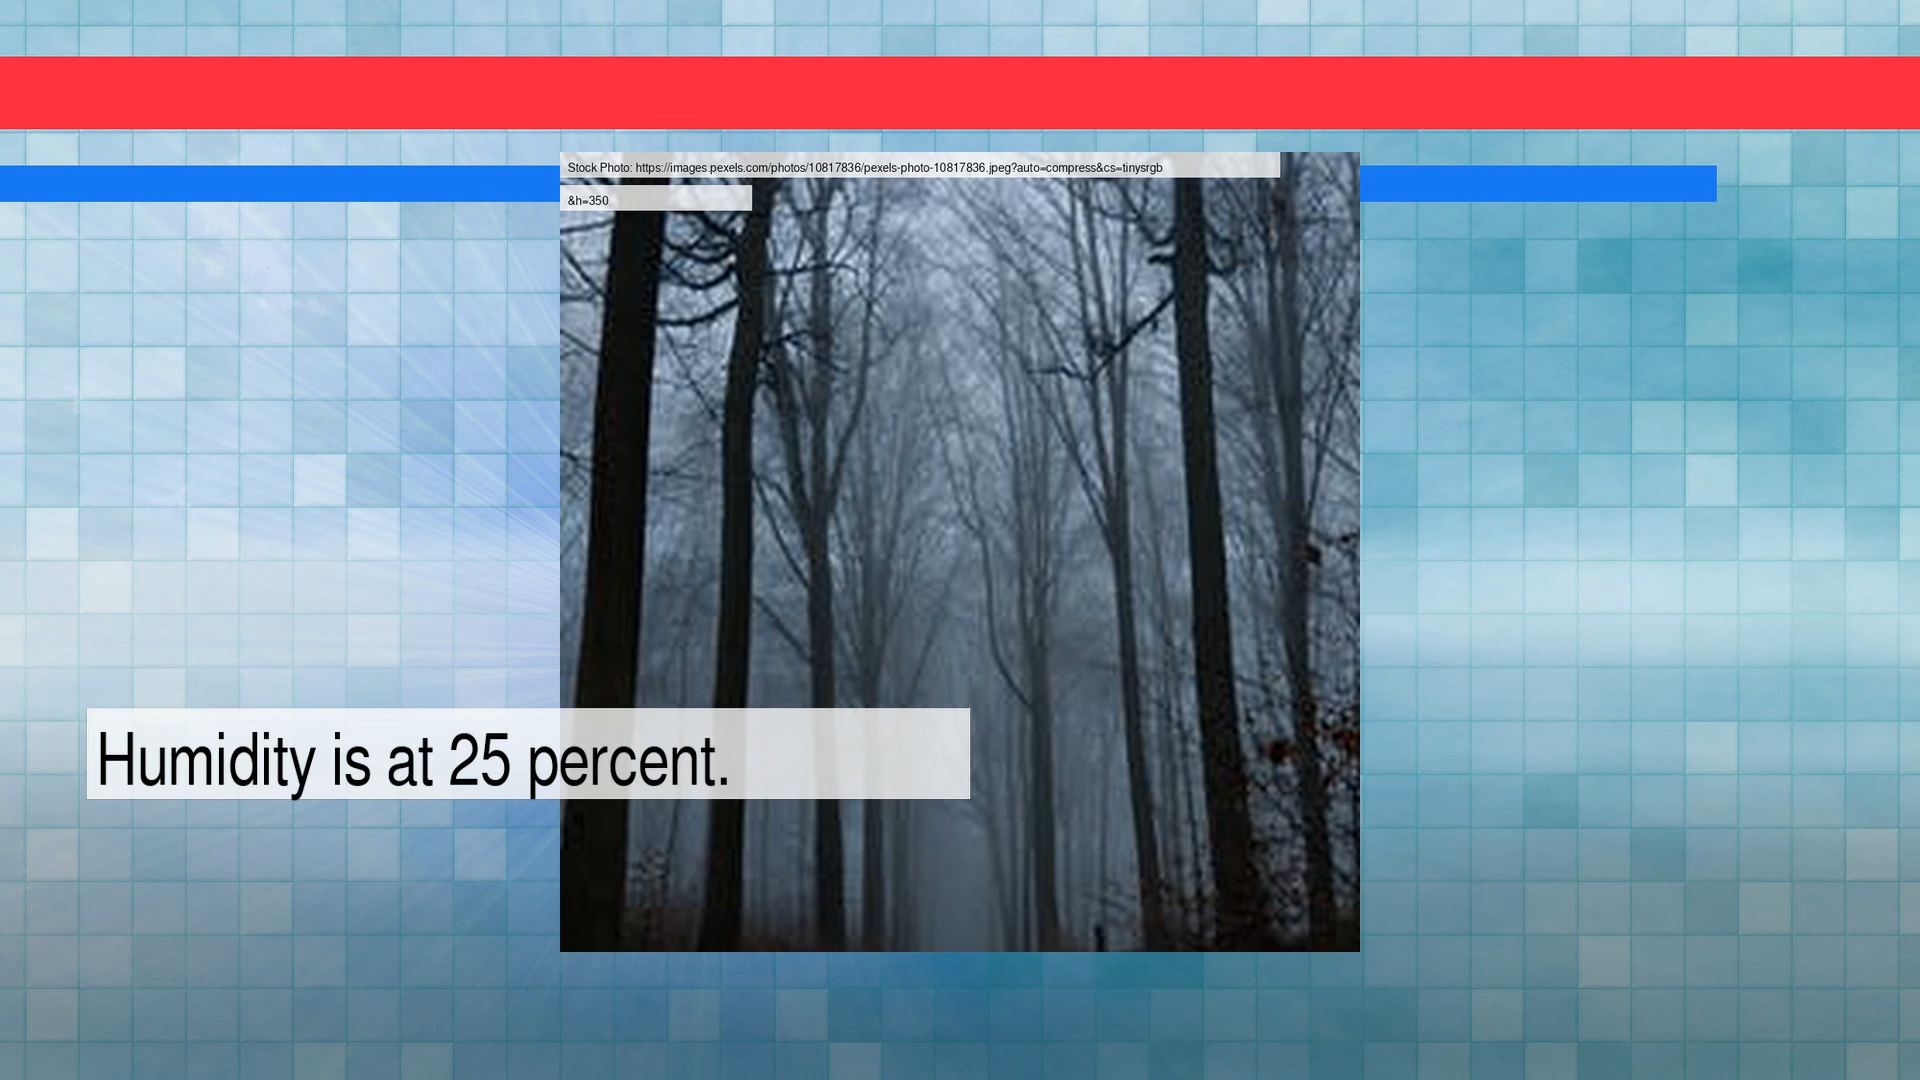 Stock Photo: https://images.pexels.com/photos/10817836/pexels-photo-10817836.jpeg?auto=compress&cs=tinysrgb
&h=350
Humidity is at 25 percent.